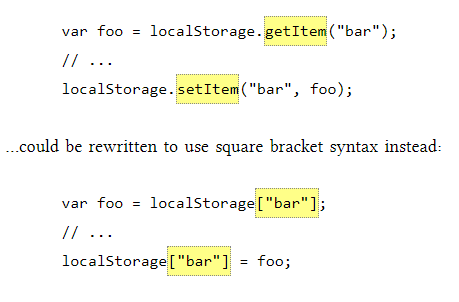 var foo = localStorage.getItem("bar");
// ...
localStorage.setItem("bar", foo);
...could be rewritten to use square bracket syntax instead:
var foo = localStorage["bar"];
// ...
localStorage["bar"] = foo;